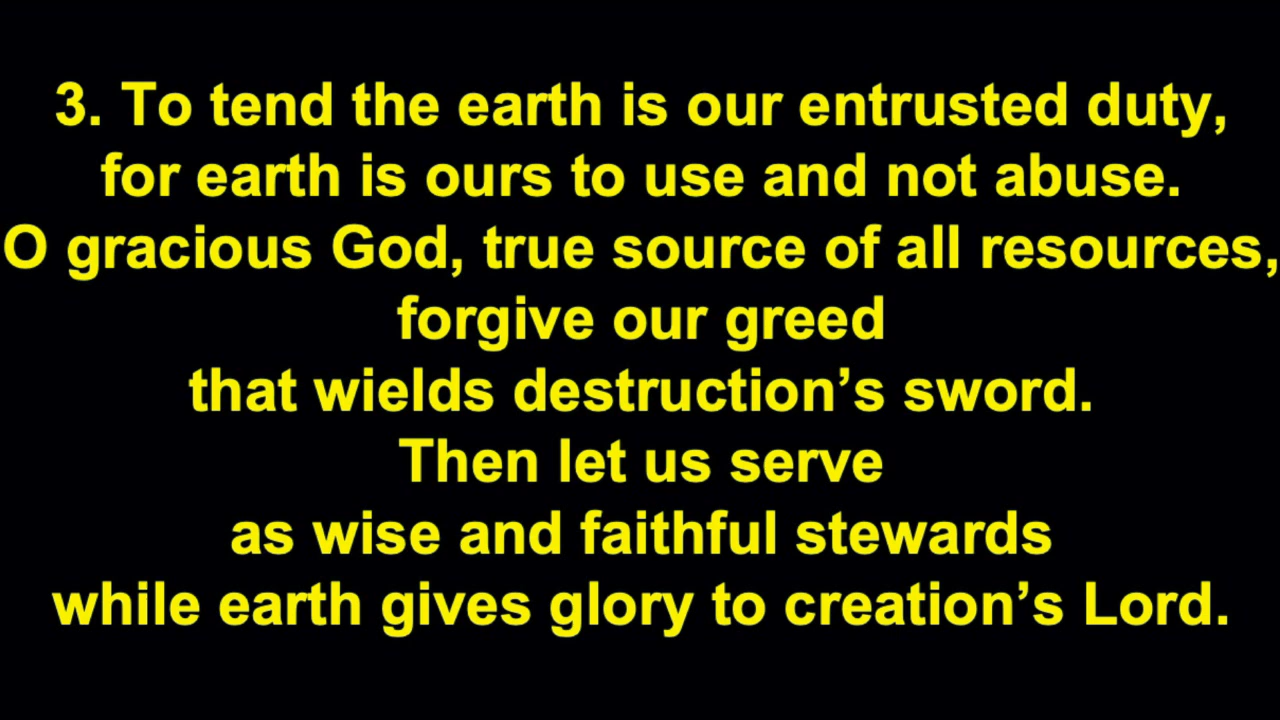 3. To tend the earth is our entrusted duty,
for earth is ours to use and not abuse.
O gracious God, true source of all resources,
forgive our greed
that wields destruction’s sword.
Then let us serve
as wise and faithful stewards
while earth gives glory to creation’s Lord.